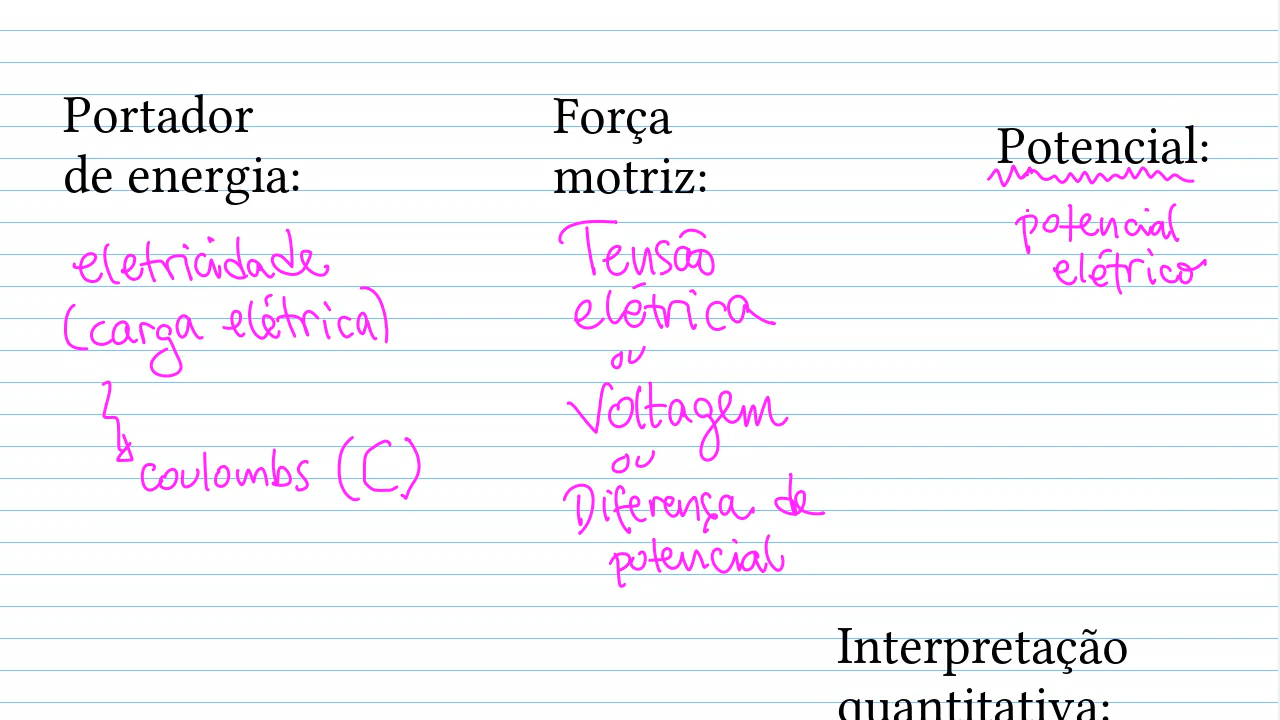 Portador
de energia:
eletricidade
(carga elétrica)
coulombs (C)
Força
motriz:
Tensão
elétrica
ou
Voltagem
ou
Diferença de
potencial
Potencial:
potencial
elétrico
Interpretação
quantitativa: